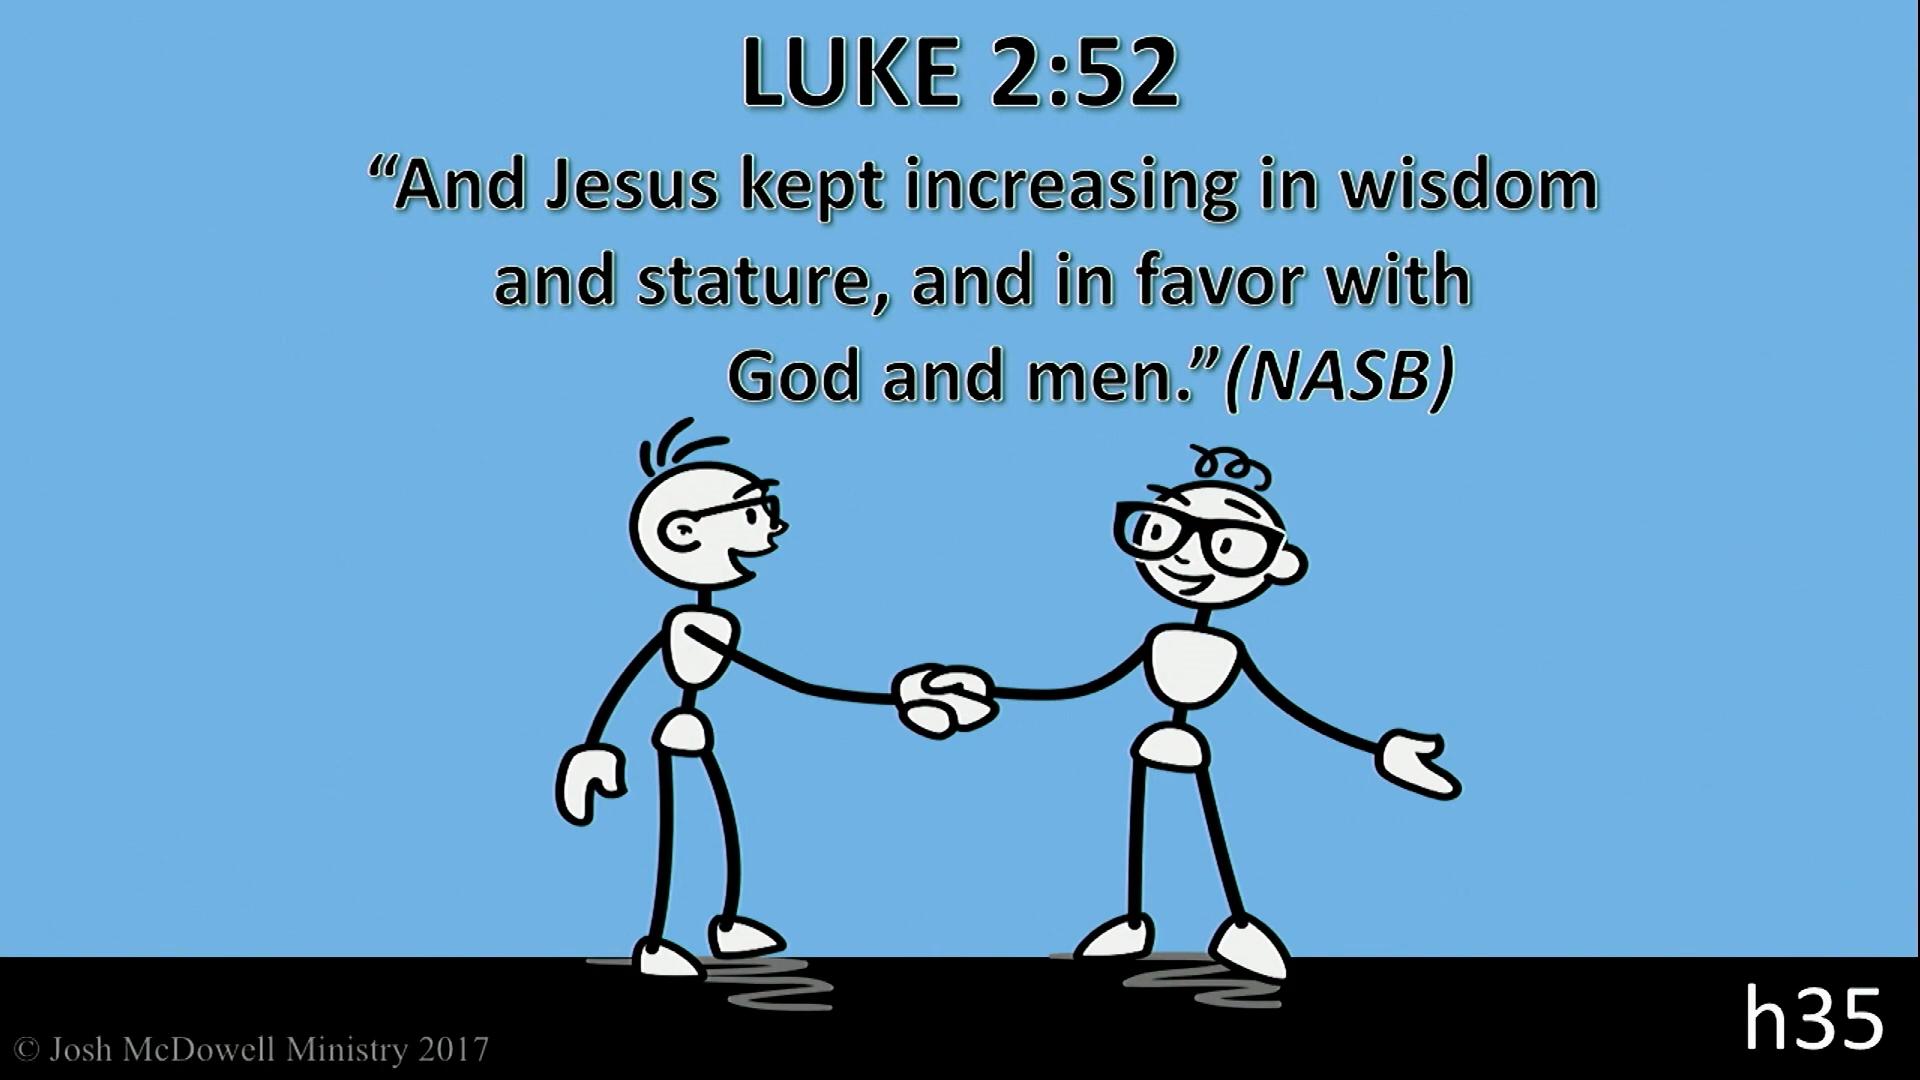 LUKE 2:52
“And Jesus kept increasing in wisdom
and stature, and in favor with
God and men.”(NASB)
h35
© Josh McDowell Ministry 2017